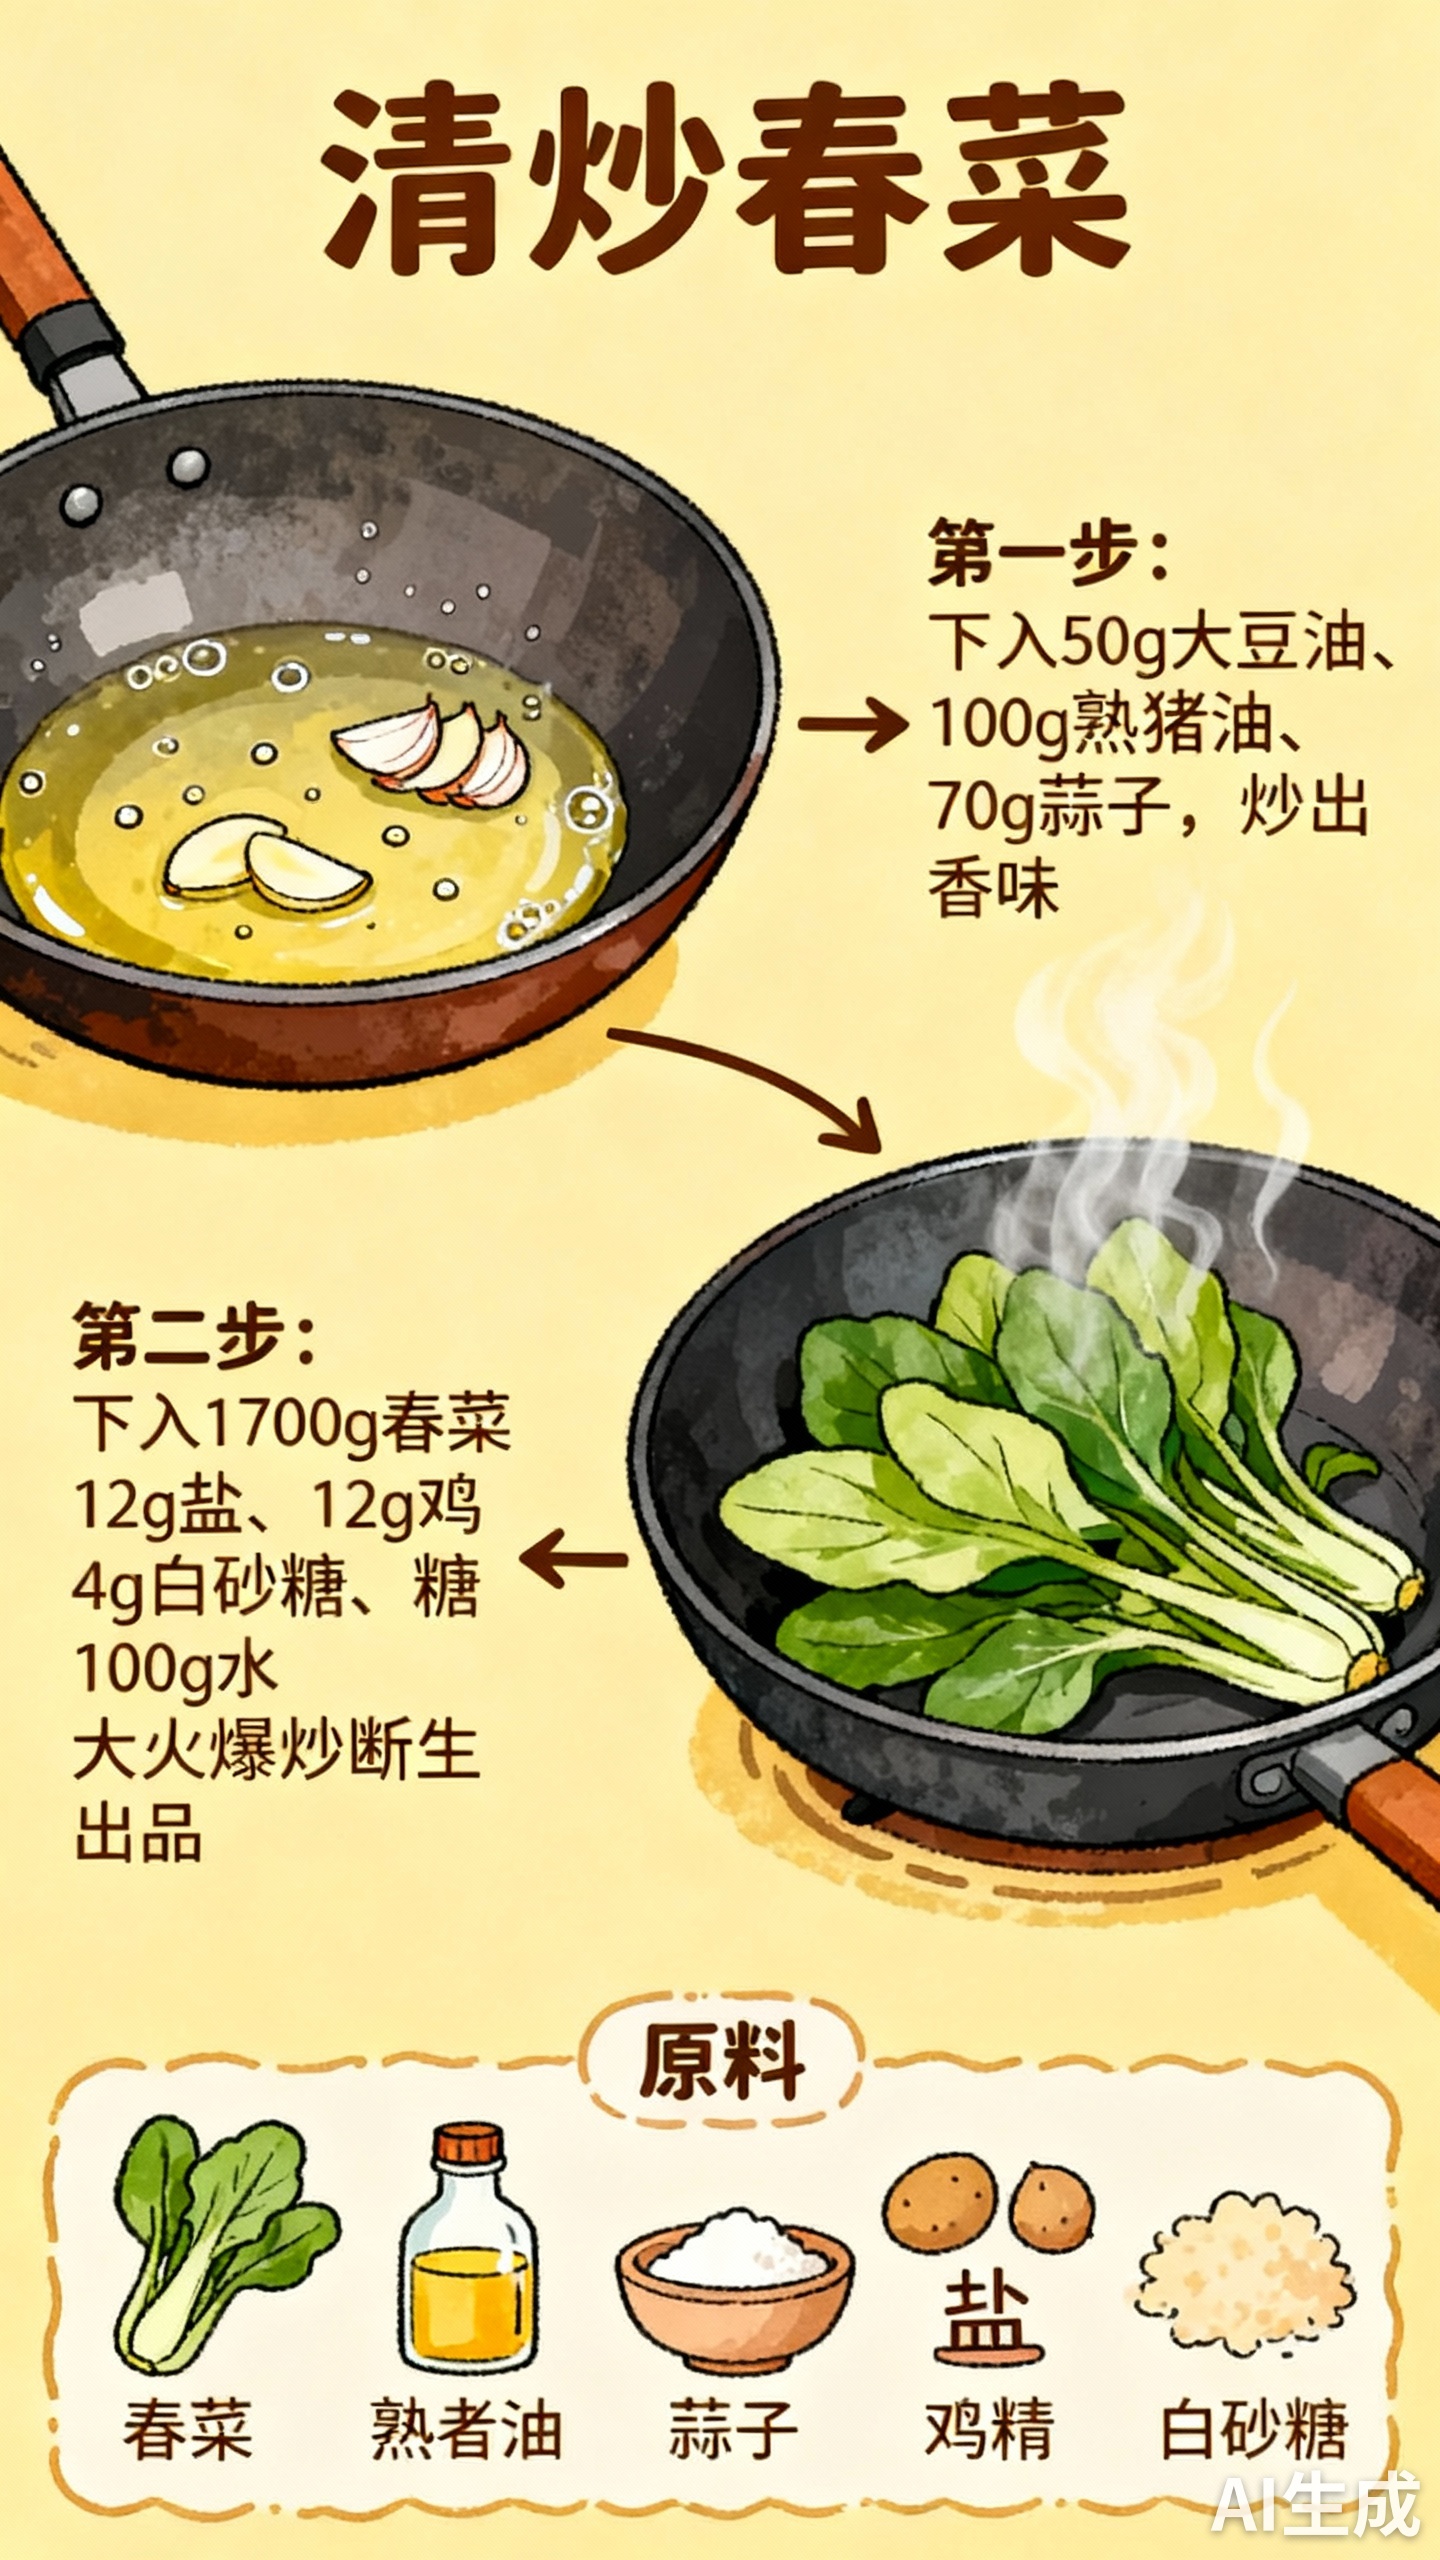 清炒春菜
第一步：
下入50g大豆油、
100g熟猪油、
70g蒜子，炒出
香味
第二步：
下入1700g春菜
12g盐、12g鸡
4g白砂糖、糖
100g水
大火爆炒断生
出品
原料
盐
春菜
熟者油
蒜子
鸡精
白砂糖
AI生成